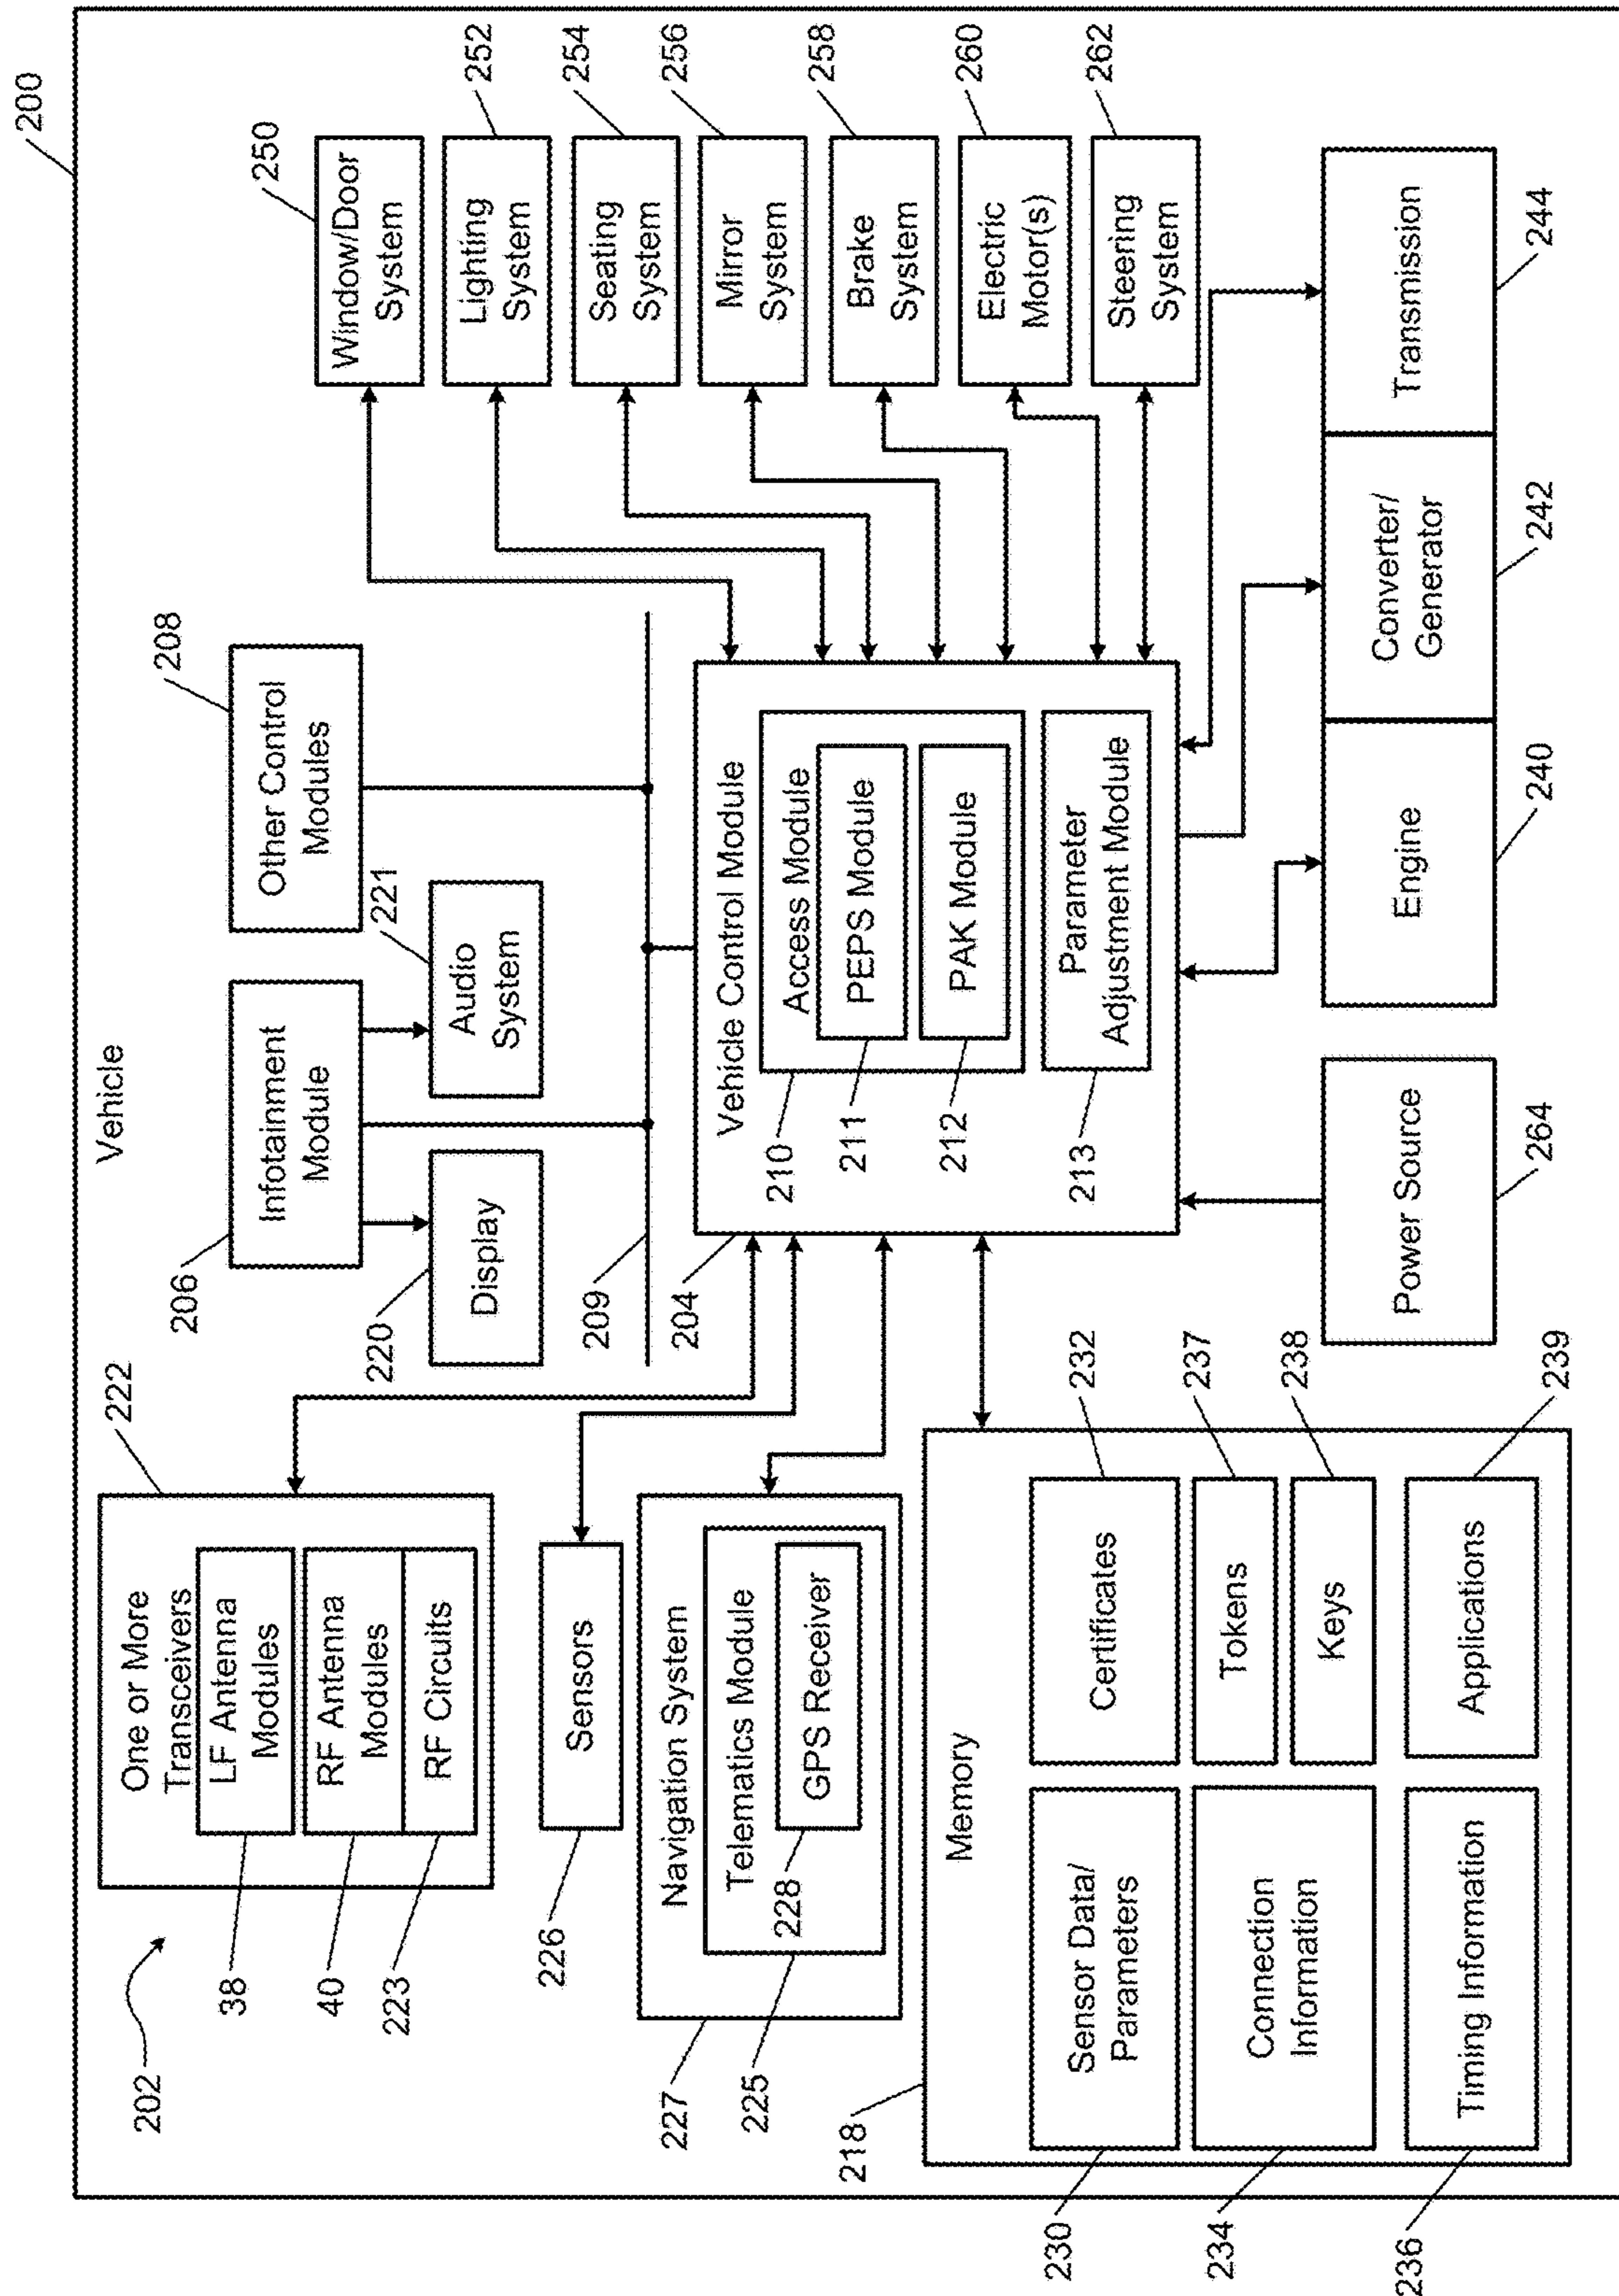 200
Vehicle
202
222
One or More
Transceivers
LF Antenna
Modules
RF Antenna
Modules
RF Circuits
38
40
223
206
Infotainment
Module
208
Other Control
Modules
220
Display
221
Audio
System
209
204
250
Window/Door
System
252
Lighting
System
254
Seating
System
256
Mirror
System
258
Brake
System
260
Electric
Motor(s)
262
Steering
System
226
Sensors
227
Navigation System
225
Telematics Module
228
GPS Receiver
Vehicle Control Module
210
Access Module
211
PEPS Module
212
PAK Module
213
Parameter
Adjustment Module
218
Memory
230
Sensor Data/
Parameters
232
Certificates
234
Connection
Information
237
Tokens
238
Keys
236
Timing Information
239
Applications
Power Source
264
Engine
240
Converter/
Generator
242
Transmission
244